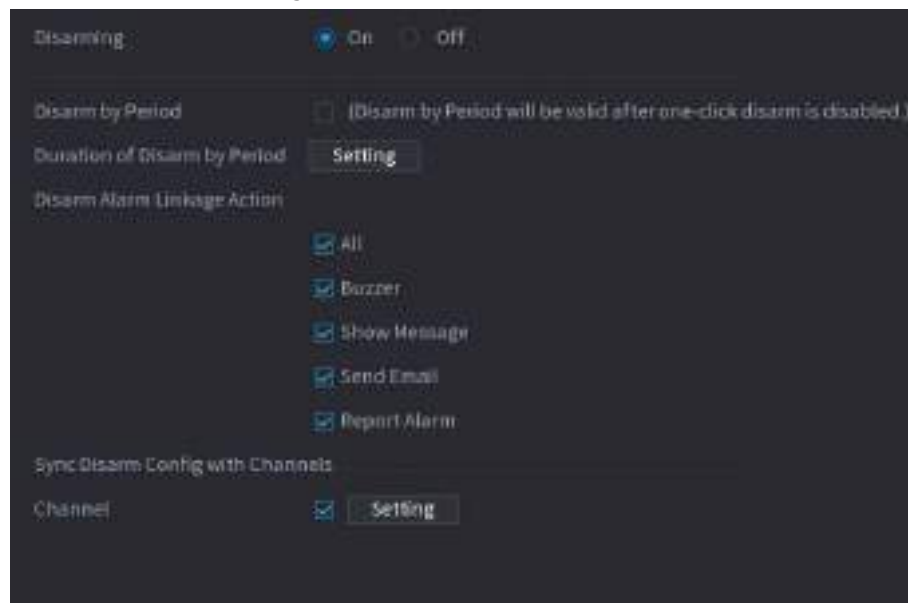 Disarming On Off
Disarm by Period (Disarm by Period will be valid after one-click disarm is disabled.)
Duration of Disarm by Period Setting
Disarm Alarm Linkage Action
All
Buzzer
Show Message
Send Email
Report Alarm
Sync Disarm Config with Channels
Channel Setting